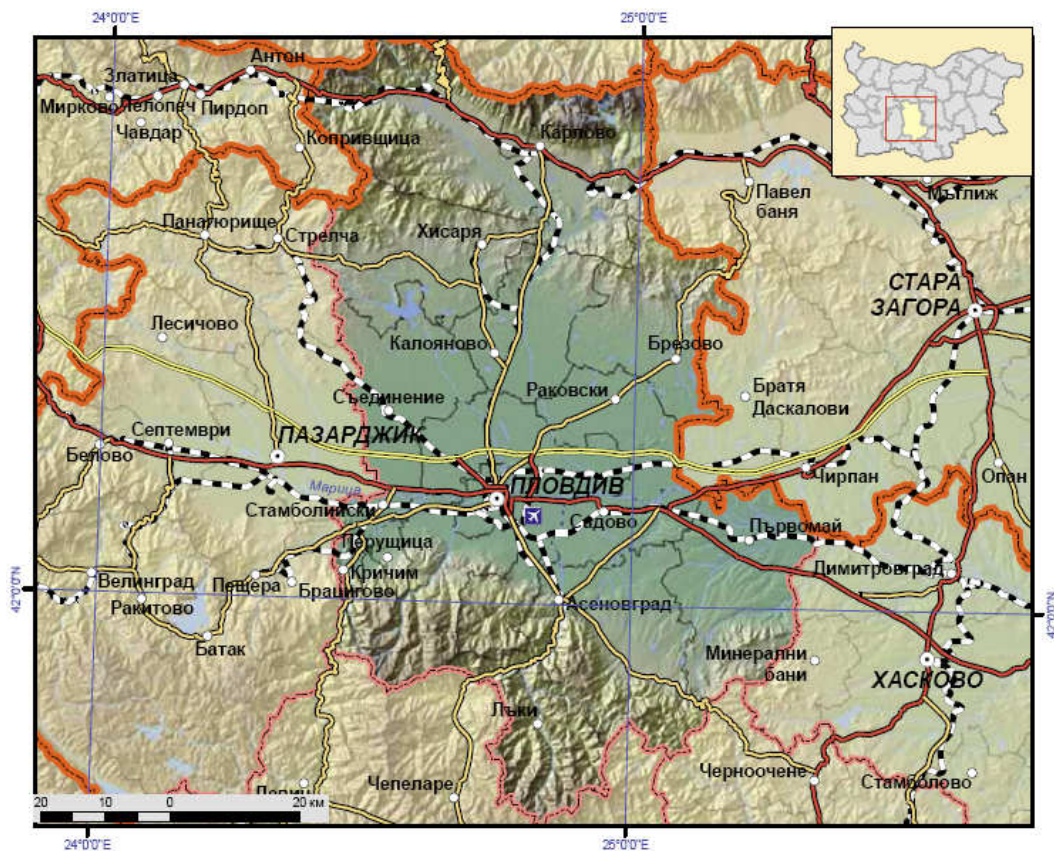 24°0'0"E
25°0'0"E
Антон
Златица
Мирково
Челопеч
Пирдоп
Чавдар
Копривщица
Карлово
Павел
баня
Мъглиж
Панагюрище
Стрелча
Хисаря
СТАРА
ЗАГОРА
Лесичово
Калояново
Брезово
Раковски
Братя
Даскалови
Съединение
Септември
ПАЗАРДЖИК
Белово
Марица
ПЛОВДИВ
Чирпан
Опан
Стамболийски
Садово
Първомай
Перущица
Кричим
Димитровград
42°0'0"N
Велинград
Пещера
Брацигово
Ракитово
Асеновград
42°0'0"N
Батак
Минерални
бани
ХАСКОВО
Лъки
Чепеларе
Черноочене
Стамболово
20 10 0 20 км
24°0'0"E
25°0'0"E